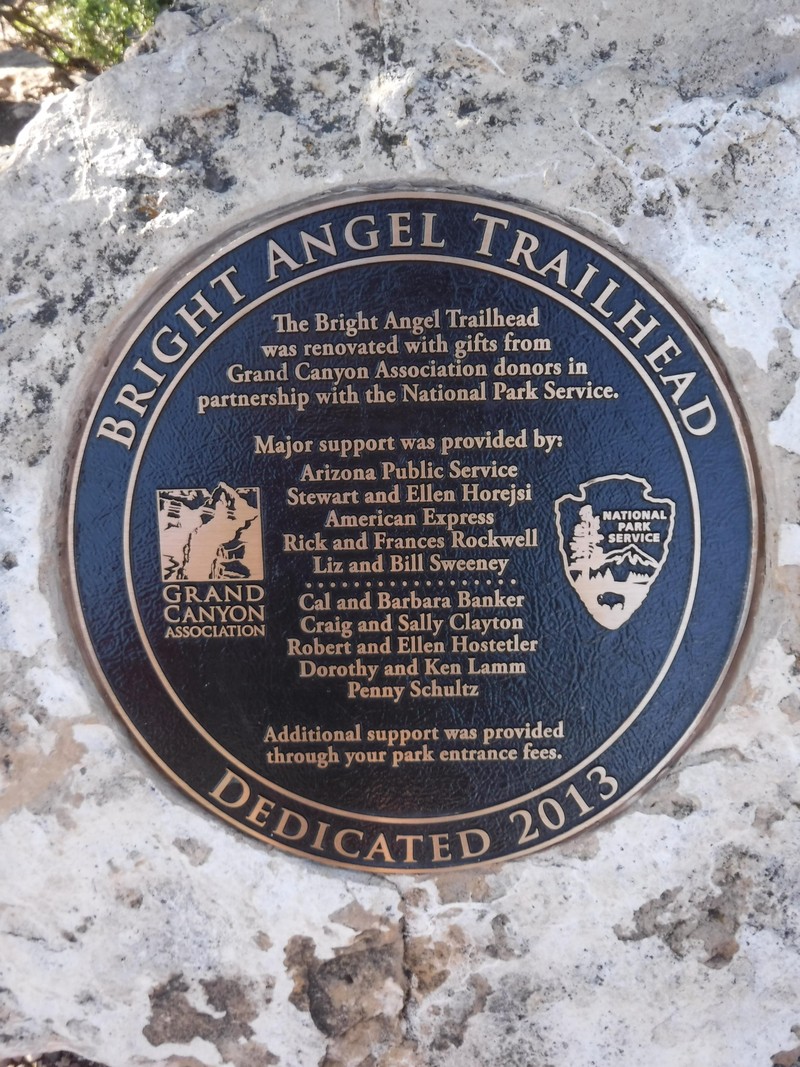 BRIGHT ANGEL TRAILHEAD
The Bright Angel Trailhead
was renovated with gifts from
Grand Canyon Association donors in
partnership with the National Park Service.
Major support was provided by:
Arizona Public Service
Stewart and Ellen Horejsi
American Express
Rick and Frances Rockwell
Liz and Bill Sweeney
Cal and Barbara Banker
Craig and Sally Clayton
Robert and Ellen Hostetler
Dorothy and Ken Lamm
Penny Schultz
GRAND
CANYON
ASSOCIATION
NATIONAL
PARK
SERVICE
Additional support was provided
through your park entrance fees.
DEDICATED 2013